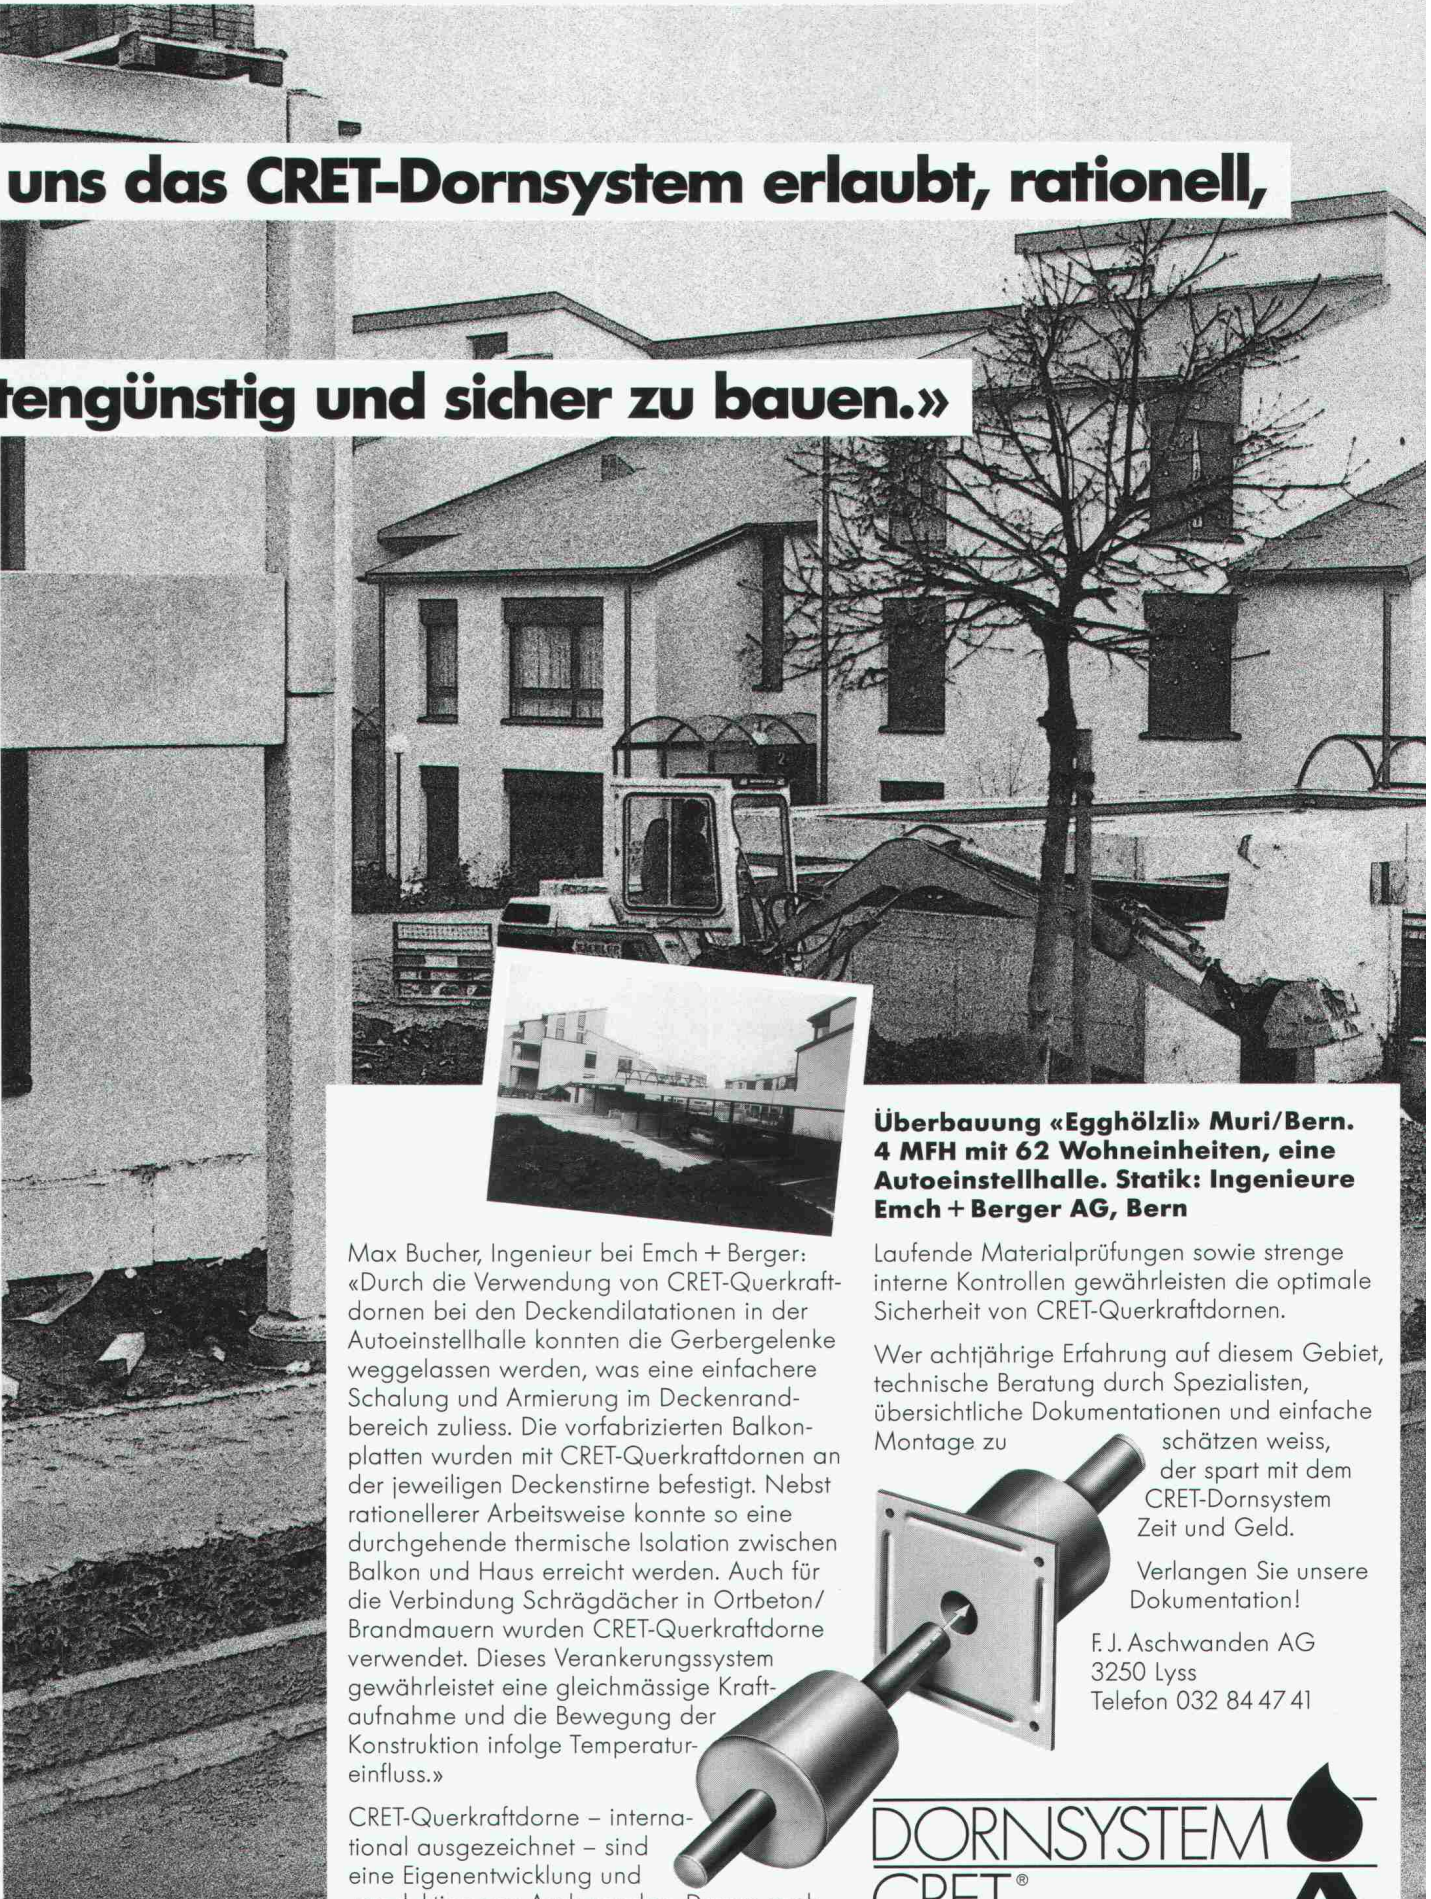 uns das CRET-Dornsystem erlaubt, rationell,
tengünstig und sicher zu bauen.»
2
Überbauung «Egghölzli» Muri/Bern.
4 MFH mit 62 Wohneinheiten, eine
Autoeinstellhalle. Statik: Ingenieure
Emch + Berger AG, Bern
Max Bucher, Ingenieur bei Emch + Berger:
«Durch die Verwendung von CRET-Querkraft-
dornen bei den Deckendilatationen in der
Autoeinstellhalle konnten die Gerbergelenke
weggelassen werden, was eine einfachere
Schalung und Armierung im Deckenrand-
bereich zuliess. Die vorfabrizierten Balkon-
platten wurden mit CRET-Querkraftdornen an
der jeweiligen Deckenstirne befestigt. Nebst
rationellerer Arbeitsweise konnte so eine
durchgehende thermische Isolation zwischen
Balkon und Haus erreicht werden. Auch für
die Verbindung Schrägdächer in Ortbeton/
Brandmauern wurden CRET-Querkraftdorne
verwendet. Dieses Verankerungssystem
gewährleistet eine gleichmässige Kraft-
aufnahme und die Bewegung der
Konstruktion infolge Temperatur-
einfluss.»
CRET-Querkraftdorne – interna-
tional ausgezeichnet – sind
eine Eigenentwicklung und
Laufende Materialprüfungen sowie strenge
interne Kontrollen gewährleisten die optimale
Sicherheit von CRET-Querkraftdornen.
Wer achtjährige Erfahrung auf diesem Gebiet,
technische Beratung durch Spezialisten,
übersichtliche Dokumentationen und einfache
Montage zu schätzen weiss,
der spart mit dem
CRET-Dornsystem
Zeit und Geld.
Verlangen Sie unsere
Dokumentation!
F. J. Aschwanden AG
3250 Lyss
Telefon 032 84 47 41
DORNSYSTEM
CRET®